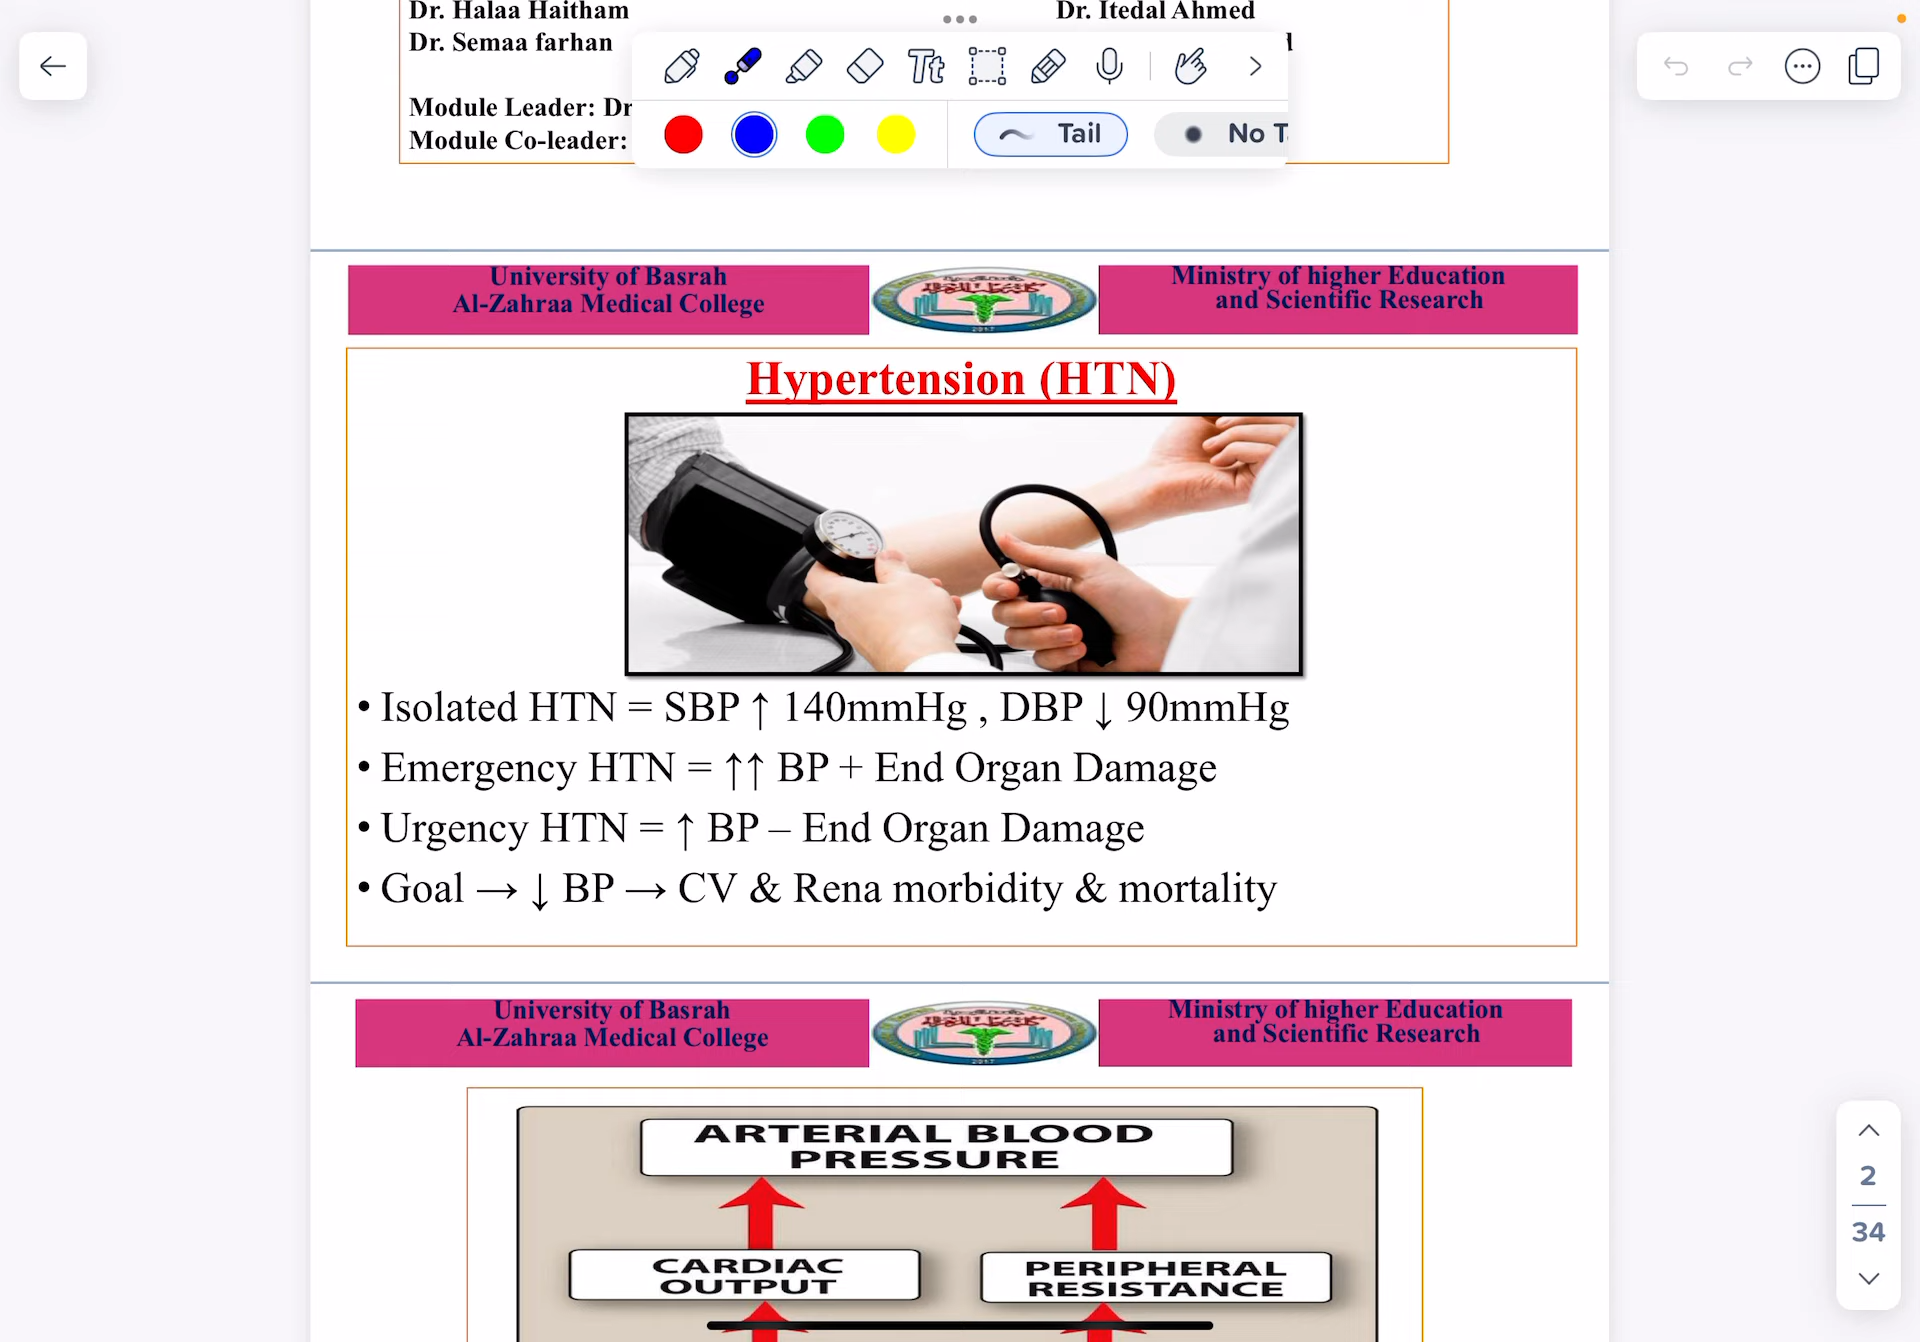 Dr. Halaa Haitham
Dr. Itedal Ahmed
Dr. Semaa farhan
Module Leader: Dr
Module Co-leader:
Tt
Tail
No T
University of Basrah
Al-Zahraa Medical College
Ministry of higher Education
and Scientific Research
2017
Hypertension (HTN)
• Isolated HTN = SBP ↑ 140mmHg , DBP ↓ 90mmHg
• Emergency HTN = ↑↑ BP + End Organ Damage
• Urgency HTN = ↑ BP – End Organ Damage
• Goal → ↓ BP → CV & Rena morbidity & mortality
University of Basrah
Al-Zahraa Medical College
Ministry of higher Education
and Scientific Research
2017
ARTERIAL BLOOD
PRESSURE
CARDIAC
OUTPUT
PERIPHERAL
RESISTANCE
2
34